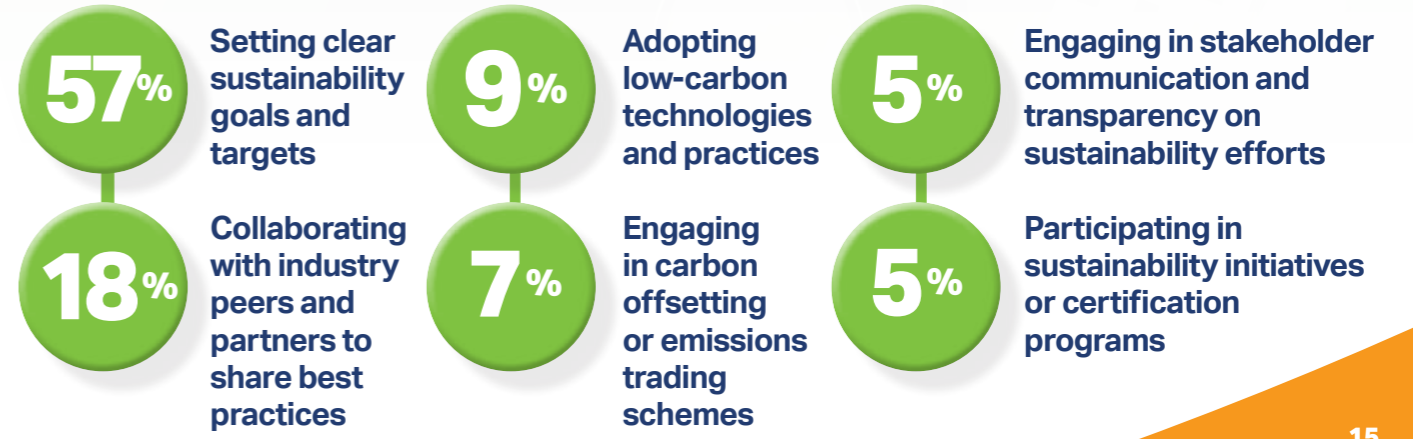 57%
Setting clear
sustainability
goals and
targets
18%
Collaborating
with industry
peers and
partners to
share best
practices
9%
Adopting
low-carbon
technologies
and practices
7%
Engaging
in carbon
offsetting
or emissions
trading
schemes
5%
Engaging in stakeholder
communication and
transparency on
sustainability efforts
5%
Participating in
sustainability initiatives
or certification
programs
15